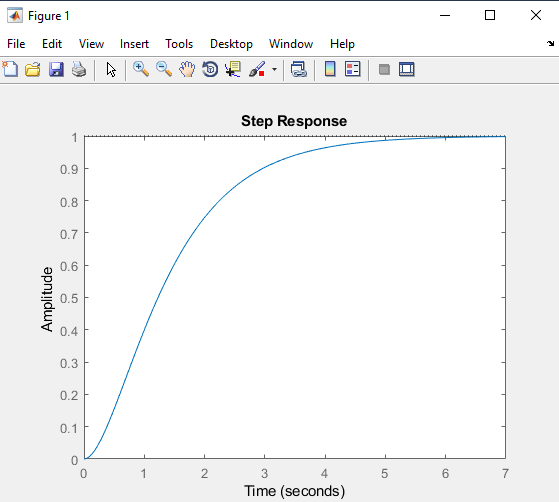 Figure 1
File Edit View Insert Tools Desktop Window Help
Step Response
1
0.9
0.8
0.7
0.6
0.5
0.4
0.3
0.2
0.1
0
Amplitude
0 1 2 3 4 5 6 7
Time (seconds)